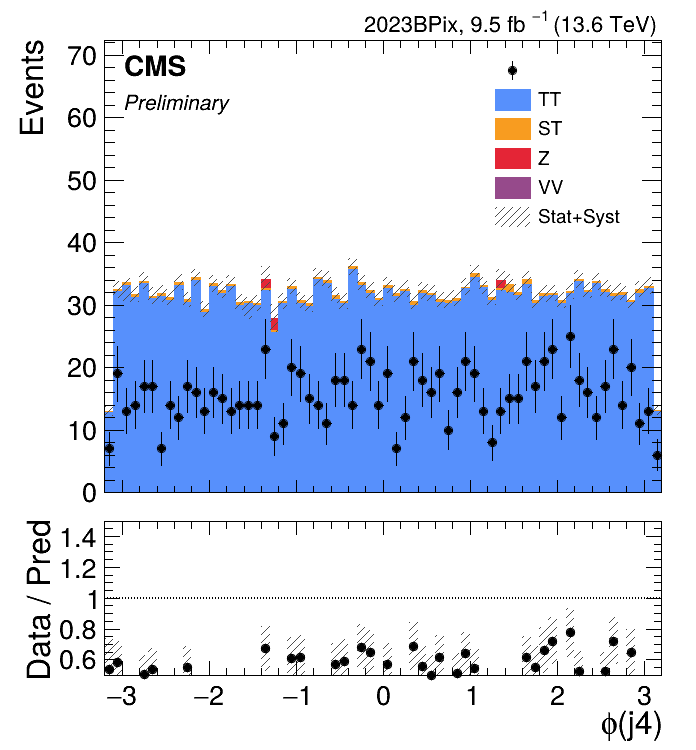 2023BPix, 9.5 fb⁻¹ (13.6 TeV)
CMS
Preliminary
TT
ST
Z
VV
Stat+Syst
Events
70
60
50
40
30
20
10
0
Data / Pred
1.4
1.2
1
0.8
0.6
−3 −2 −1 0 1 2 3
ϕ(j4)